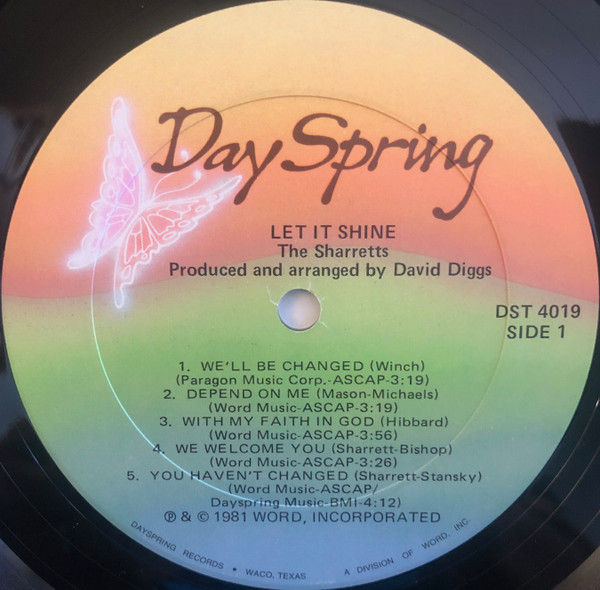 Day Spring
LET IT SHINE
The Sharretts
Produced and arranged by David Diggs
DST 4019
SIDE 1
1. WE'LL BE CHANGED (Winch)
(Paragon Music Corp.-ASCAP-3:19)
2. DEPEND ON ME (Mason-Michaels)
(Word Music-ASCAP-3:19)
3. WITH MY FAITH IN GOD (Hibbard)
(Word Music-ASCAP-3:56)
4. WE WELCOME YOU (Sharrett-Bishop)
(Word Music-ASCAP-3:26)
5. YOU HAVEN'T CHANGED (Sharrett-Stansky)
(Word Music-ASCAP/
Dayspring Music-BMI-4:12)
℗ & © 1981 WORD, INCORPORATED
DAYSPRING RECORDS • WACO, TEXAS A DIVISION OF WORD, INC.